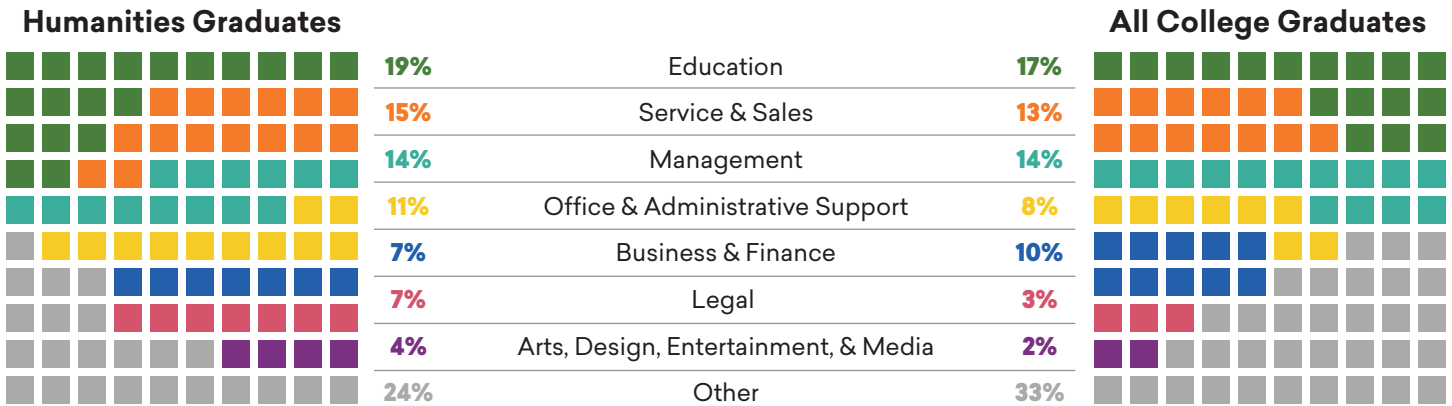 Humanities Graduates
All College Graduates
19% Education 17%
15% Service & Sales 13%
14% Management 14%
11% Office & Administrative Support 8%
7% Business & Finance 10%
7% Legal 3%
4% Arts, Design, Entertainment, & Media 2%
24% Other 33%